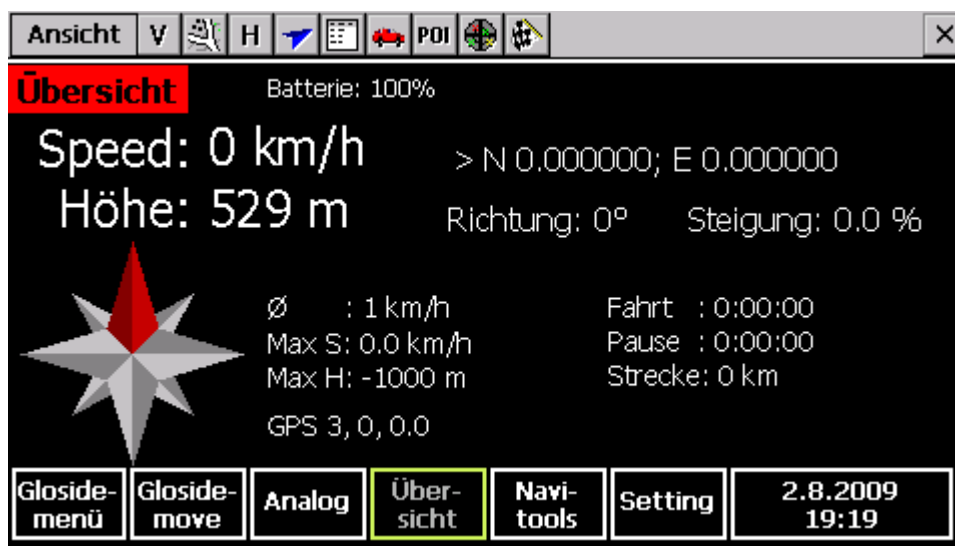 Ansicht V H POI
Übersicht Batterie: 100%
Speed: 0 km/h > N 0.000000; E 0.000000
Höhe: 529 m Richtung: 0° Steigung: 0.0 %
Ø : 1 km/h Fahrt : 0:00:00
Max S: 0.0 km/h Pause : 0:00:00
Max H: -1000 m Strecke: 0 km
GPS 3, 0, 0.0
Gloside- Gloside- Analog Über- Navi- Setting 2.8.2009
menü move sicht tools 19:19